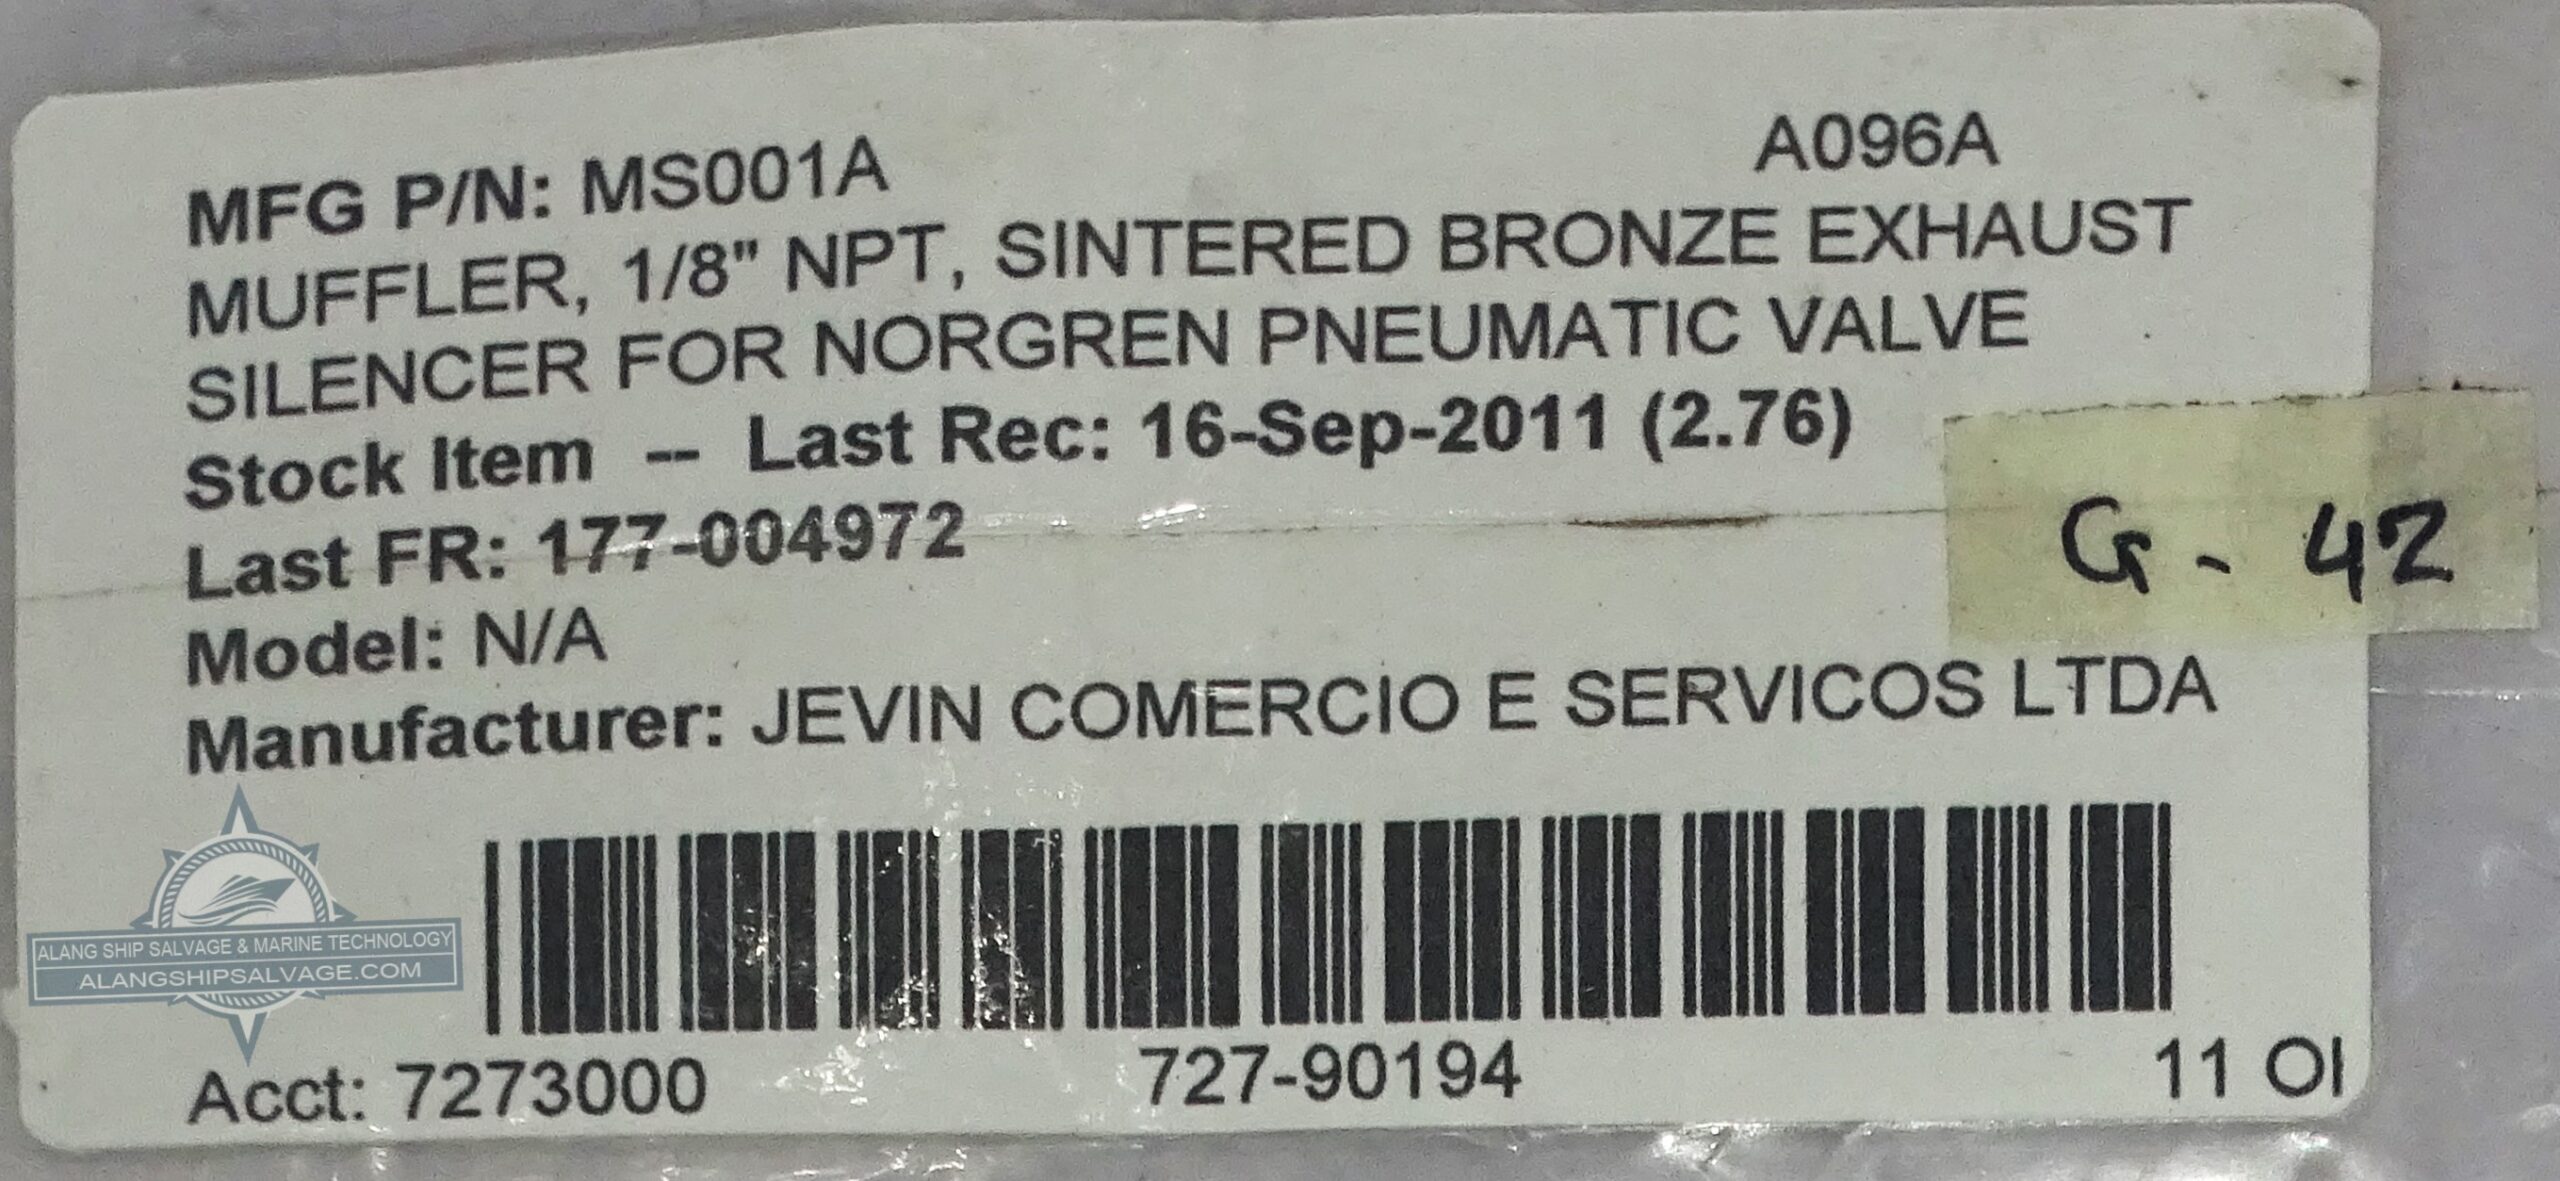 MFG P/N: MS001A A096A
MUFFLER, 1/8" NPT, SINTERED BRONZE EXHAUST
SILENCER FOR NORGREN PNEUMATIC VALVE
Stock Item -- Last Rec: 16-Sep-2011 (2.76)
Last FR: 177-004972
G - 42
Model: N/A
Manufacturer: JEVIN COMERCIO E SERVICOS LTDA
ALANG SHIP SALVAGE & MARINE TECHNOLOGY
ALANGSHIPSALVAGE.COM
Acct: 7273000 727-90194 11 OI